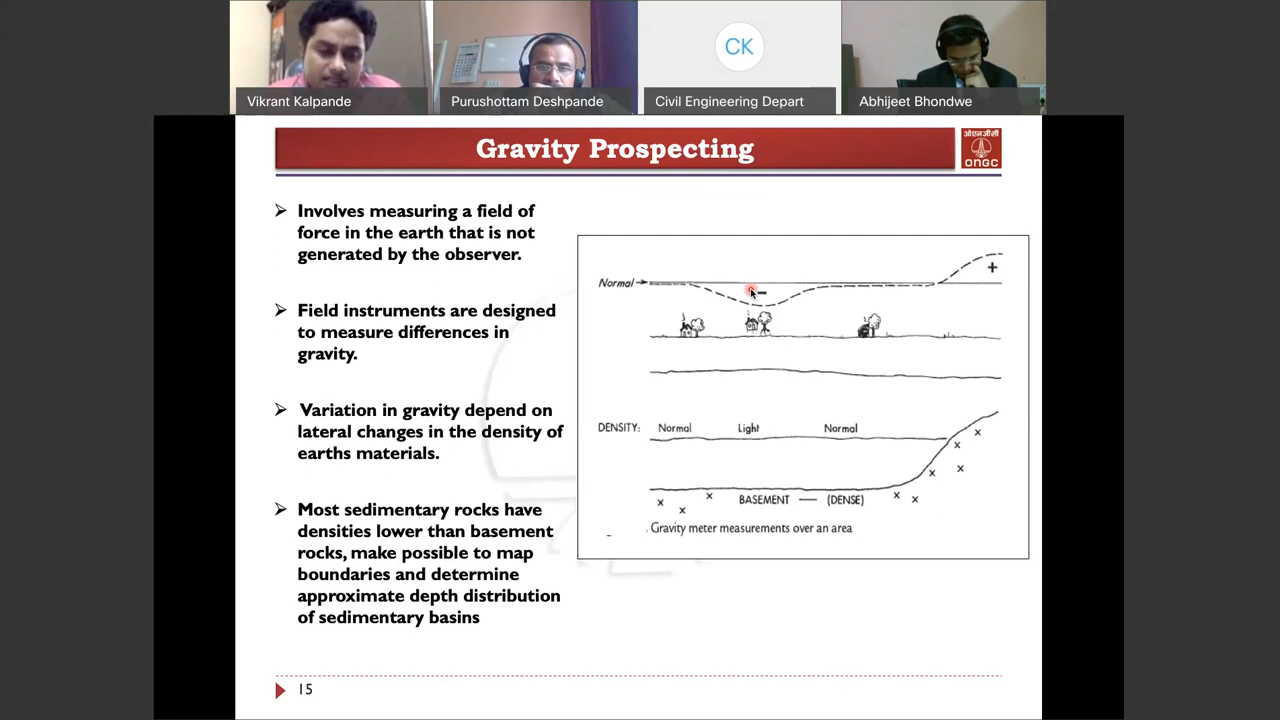 CK
Vikrant Kalpande
Purushottam Deshpande
Civil Engineering Depart
Abhijeet Bhondwe
Gravity Prospecting
ओ एन जी सी
ONGC
Involves measuring a field of
force in the earth that is not
generated by the observer.
Field instruments are designed
to measure differences in
gravity.
Variation in gravity depend on
lateral changes in the density of
earths materials.
Most sedimentary rocks have
densities lower than basement
rocks, make possible to map
boundaries and determine
approximate depth distribution
of sedimentary basins
Normal
–
+
DENSITY: Normal Light Normal
BASEMENT — (DENSE)
Gravity meter measurements over an area
15